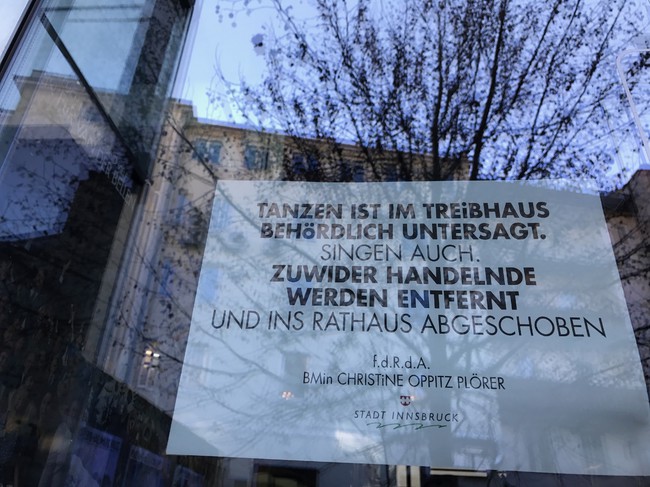 TANZEN IST IM TREiBHAUS
BEHÖRDLICH UNTERSAGT.
SINGEN AUCH.
ZUWIDER HANDELNDE
WERDEN ENTFERNT
UND INS RATHAUS ABGESCHOBEN
f.d.R.d.A.
BMin CHRISTiNE OPPITZ PLÖRER
STADT INNSBRUCK